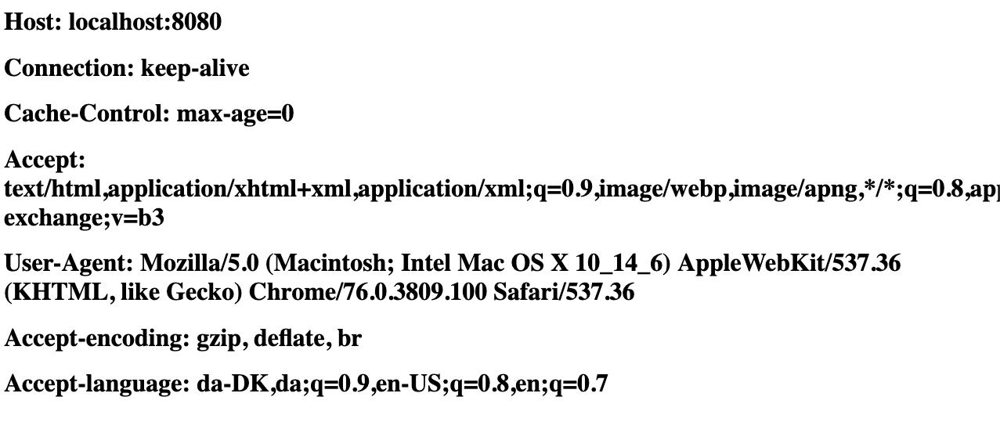 Host: localhost:8080
Connection: keep-alive
Cache-Control: max-age=0
Accept:
text/html,application/xhtml+xml,application/xml;q=0.9,image/webp,image/apng,*/*;q=0.8,app
exchange;v=b3
User-Agent: Mozilla/5.0 (Macintosh; Intel Mac OS X 10_14_6) AppleWebKit/537.36
(KHTML, like Gecko) Chrome/76.0.3809.100 Safari/537.36
Accept-encoding: gzip, deflate, br
Accept-language: da-DK,da;q=0.9,en-US;q=0.8,en;q=0.7